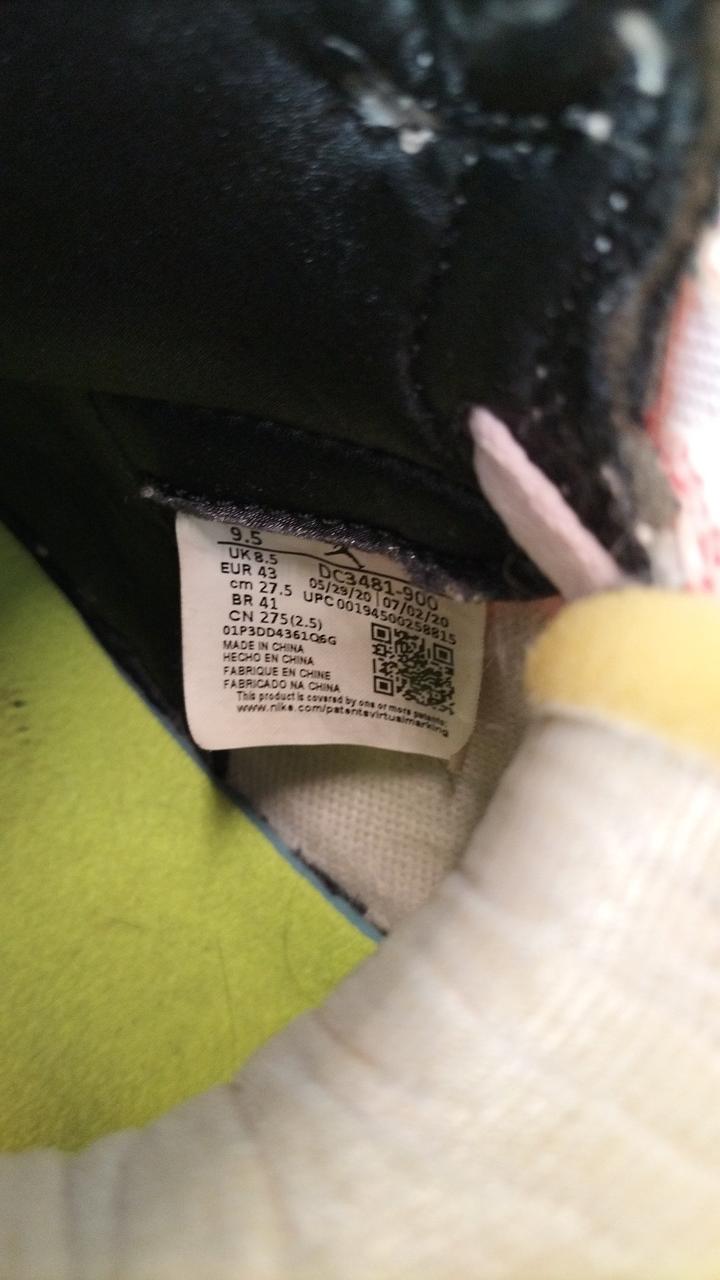 9.5
UK 8.5
EUR 43
cm 27.5
BR 41
CN 275(2.5)
DC3481-900
05/29/20 07/02/20
UPC 00194500258815
01P3DD4361Q6G
MADE IN CHINA
HECHO EN CHINA
FABRIQUE EN CHINE
FABRICADO NA CHINA
This product is covered by one or more patents:
www.nike.com/patentsvirtualmarking